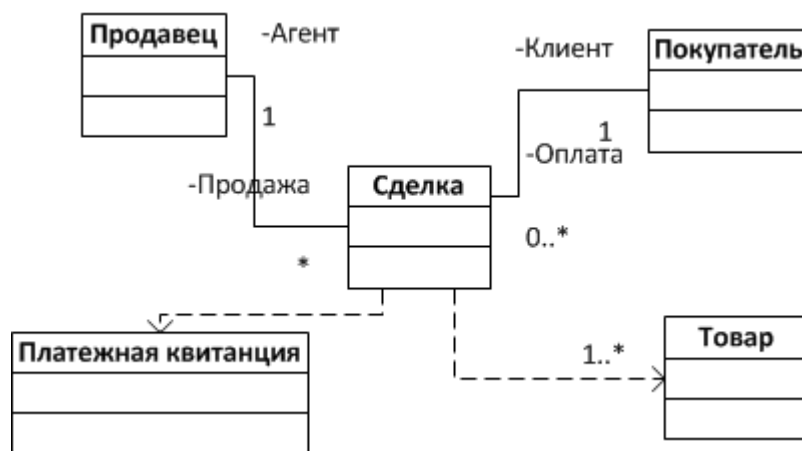 Продавец
-Агент
-Клиент
Покупатель
1
1
-Оплата
-Продажа
Сделка
0..*
*
Платежная квитанция
1..*
Товар